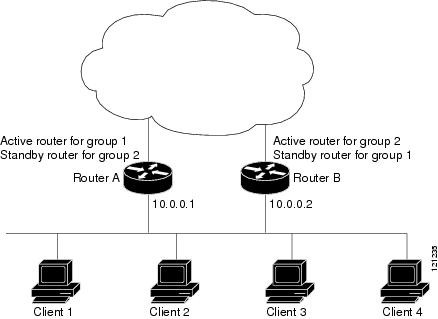 Active router for group 1
Standby router for group 2
Router A
Active router for group 2
Standby router for group 1
Router B
10.0.0.1
10.0.0.2
121235
Client 1
Client 2
Client 3
Client 4